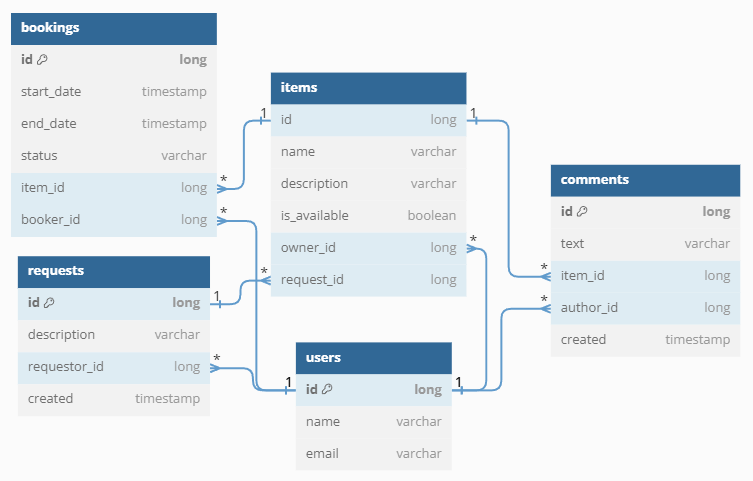 bookings
id long
start_date timestamp
end_date timestamp
status varchar
item_id long *
booker_id long *
requests
id long 1
description varchar
requestor_id long *
created timestamp
items
1 id long 1
name varchar
description varchar
is_available boolean
owner_id long *
* request_id long
users
1 id long 1
name varchar
email varchar
comments
id long
text varchar
* item_id long
* author_id long
created timestamp